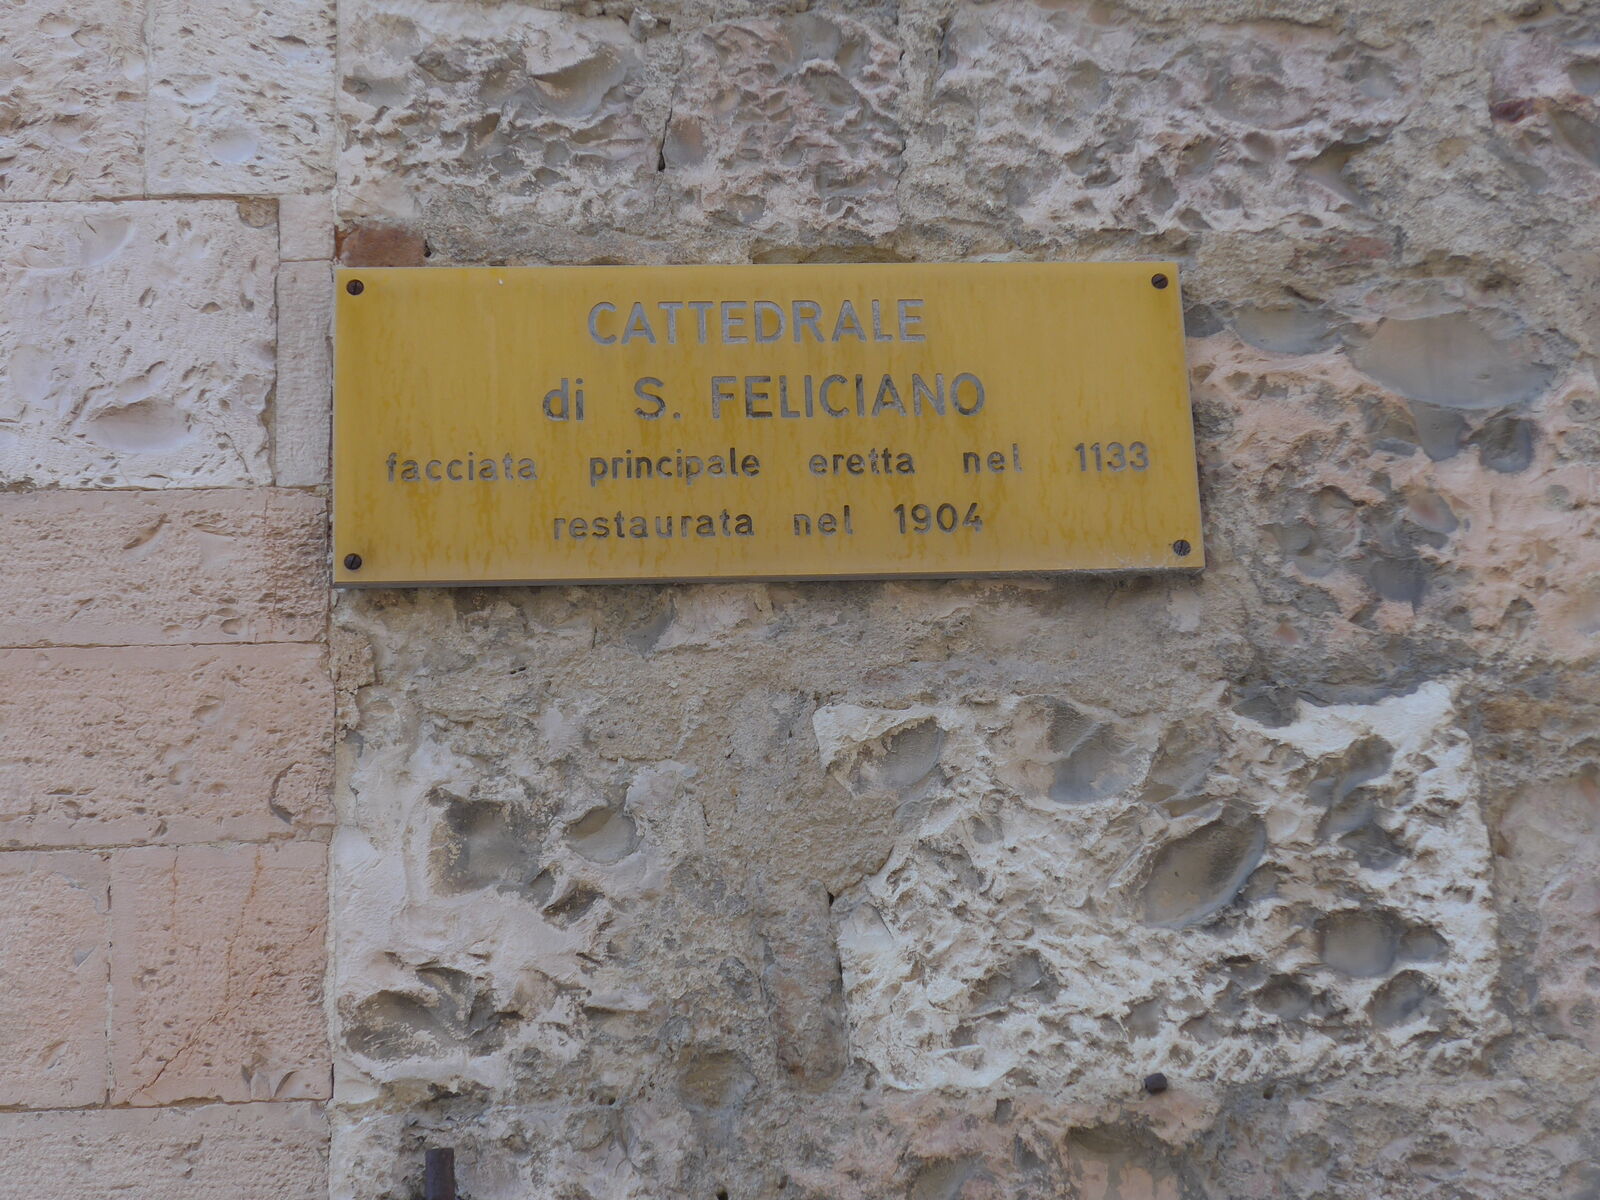 CATTEDRALE
di S. FELICIANO
facciata principale eretta nel 1133
restaurata nel 1904